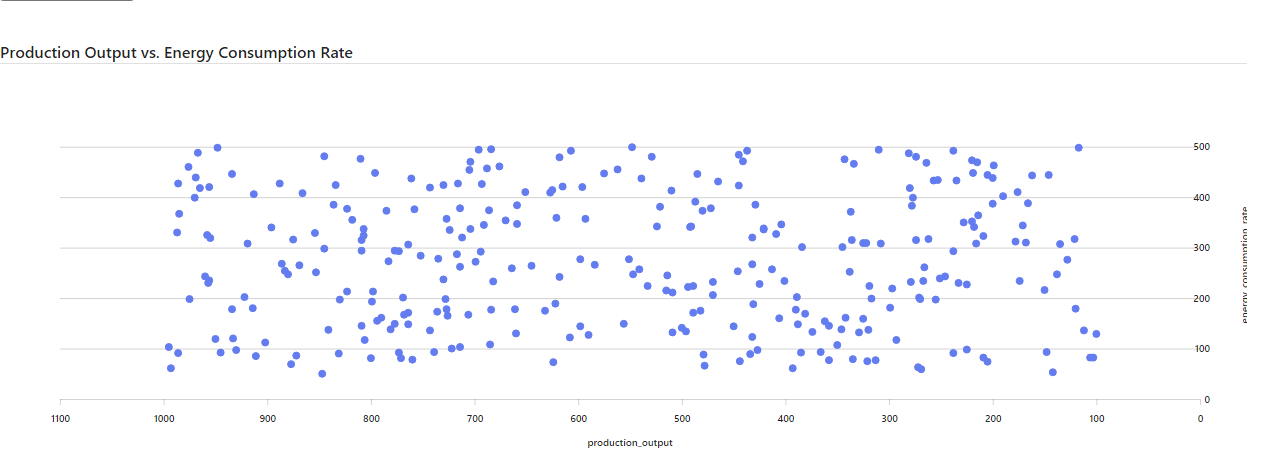 Production Output vs. Energy Consumption Rate
500
400
300
200
100
0
energy_consumption_rate
1100 1000 900 800 700 600 500 400 300 200 100 0
production_output